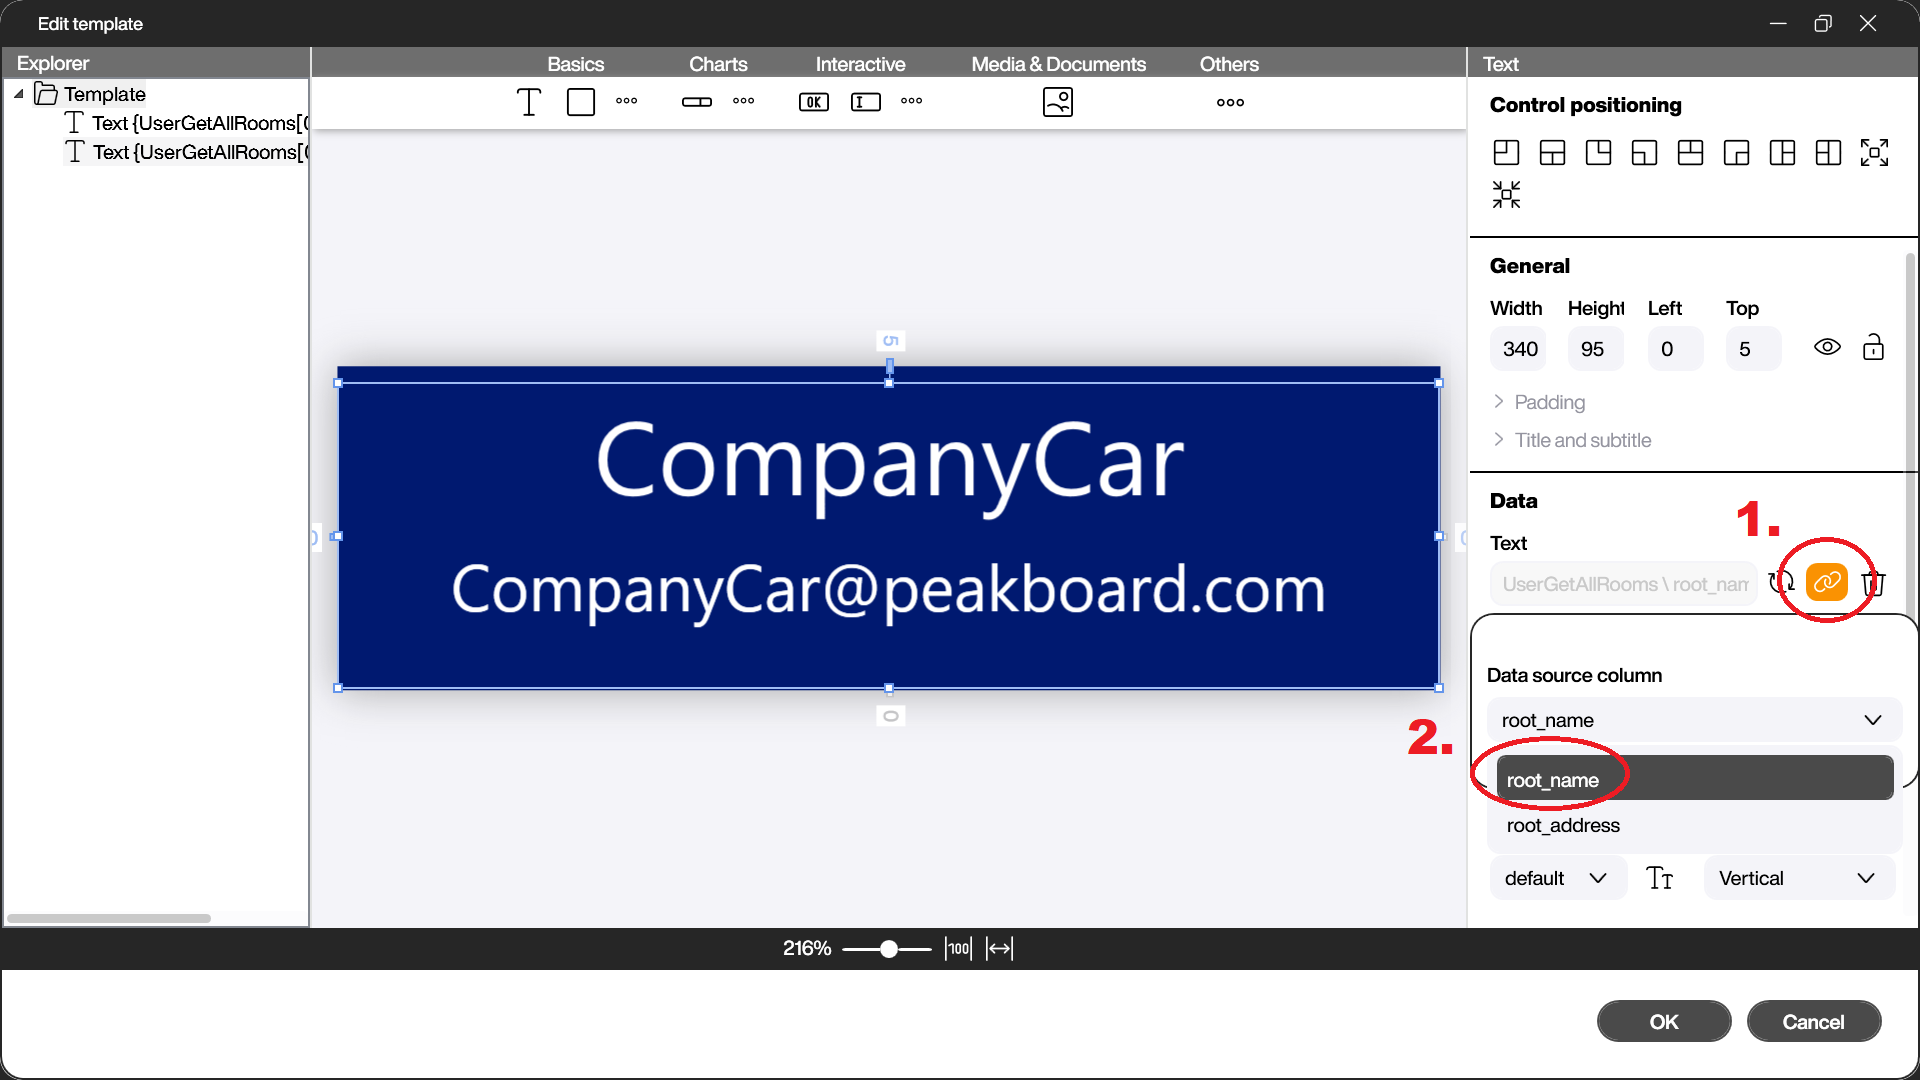 Edit template
Explorer
Basics
Charts
Interactive
Media & Documents
Others
Text
Template
Text {UserGetAllRooms[
Text {UserGetAllRooms[
OK
Control positioning
General
Width Height Left Top
340 95 0 5
Padding
Title and subtitle
Data
1.
Text
UserGetAllRooms \ root_nam
5
CompanyCar
CompanyCar@peakboard.com
0
Data source column
root_name
2.
root_name
root_address
default
Vertical
216%
100
OK
Cancel